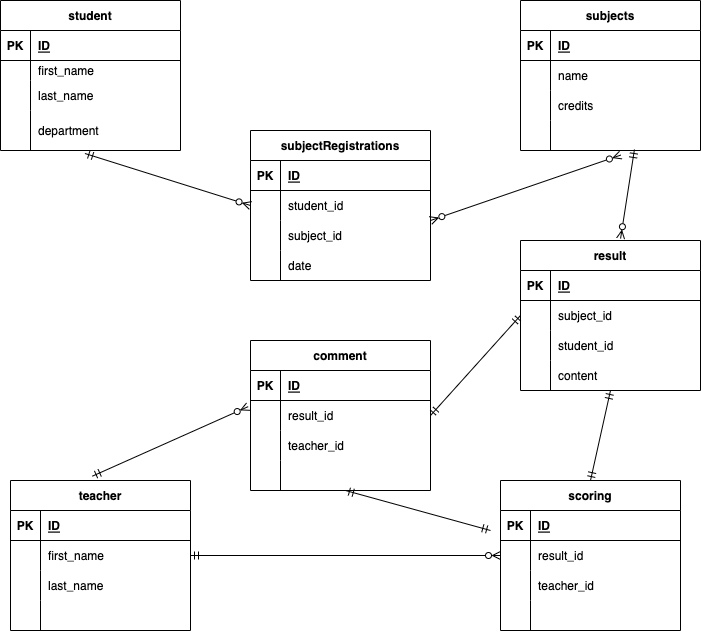 student
PK ID
first_name
last_name
department
subjects
PK ID
name
credits
subjectRegistrations
PK ID
student_id
subject_id
date
result
PK ID
subject_id
student_id
content
comment
PK ID
result_id
teacher_id
teacher
PK ID
first_name
last_name
scoring
PK ID
result_id
teacher_id